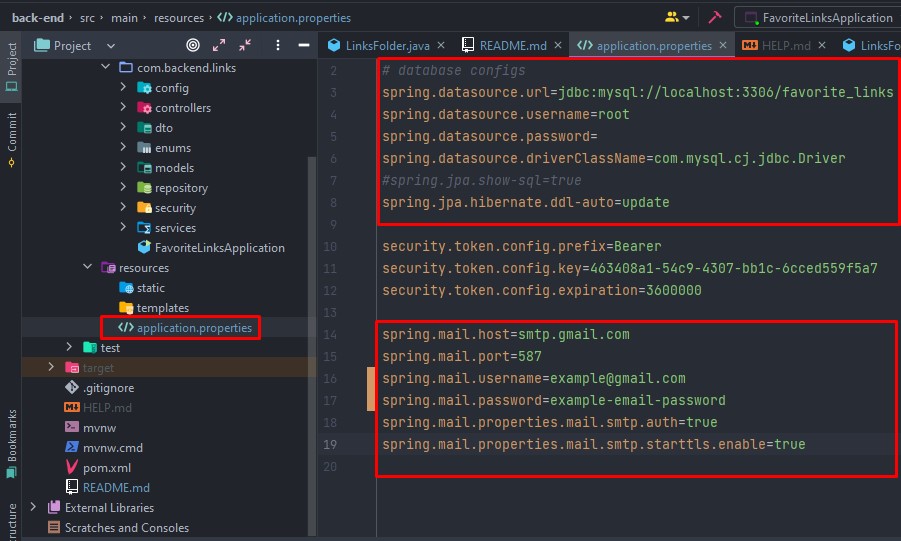 back-end > src > main > resources > </> application.properties
FavoriteLinksApplication
Project
LinksFolder.java
README.md
application.properties
HELP.md
LinksFo
Project
Commit
Bookmarks
ructure
com.backend.links
config
controllers
dto
enums
models
repository
security
services
FavoriteLinksApplication
resources
static
templates
application.properties
test
target
.gitignore
HELP.md
mvnw
mvnw.cmd
pom.xml
README.md
External Libraries
Scratches and Consoles
2 # database configs
3 spring.datasource.url=jdbc:mysql://localhost:3306/favorite_links
4 spring.datasource.username=root
5 spring.datasource.password=
6 spring.datasource.driverClassName=com.mysql.cj.jdbc.Driver
7 #spring.jpa.show-sql=true
8 spring.jpa.hibernate.ddl-auto=update
9
10 security.token.config.prefix=Bearer
11 security.token.config.key=463408a1-54c9-4307-bb1c-6cced559f5a7
12 security.token.config.expiration=3600000
13
14 spring.mail.host=smtp.gmail.com
15 spring.mail.port=587
16 spring.mail.username=example@gmail.com
17 spring.mail.password=example-email-password
18 spring.mail.properties.mail.smtp.auth=true
19 spring.mail.properties.mail.smtp.starttls.enable=true
20